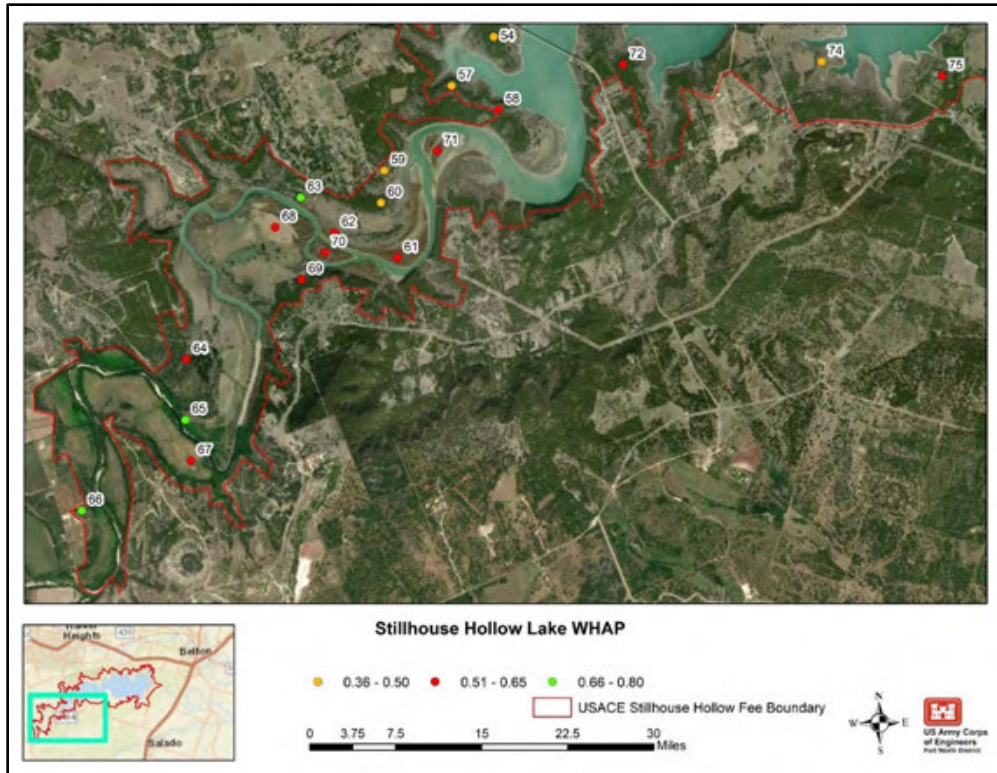 54
72
74
75
57
58
71
59
63
60
68
62
70
61
69
64
65
67
66
Stillhouse Hollow Lake WHAP
Heights
Belton
Salado
0.36 - 0.50
0.51 - 0.65
0.66 - 0.80
USACE Stillhouse Hollow Fee Boundary
0 3.75 7.5 15 22.5 30
Miles
N
W E
S
US Army Corps
of Engineers
Fort Worth District